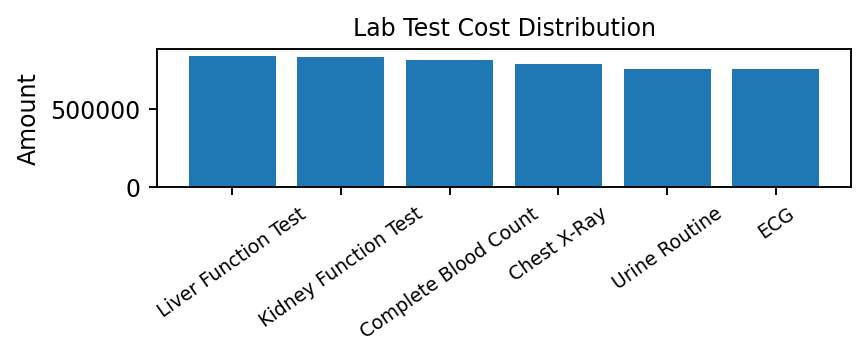 Lab Test Cost Distribution
Amount
500000
0
Liver Function Test
Kidney Function Test
Complete Blood Count
Chest X-Ray
Urine Routine
ECG